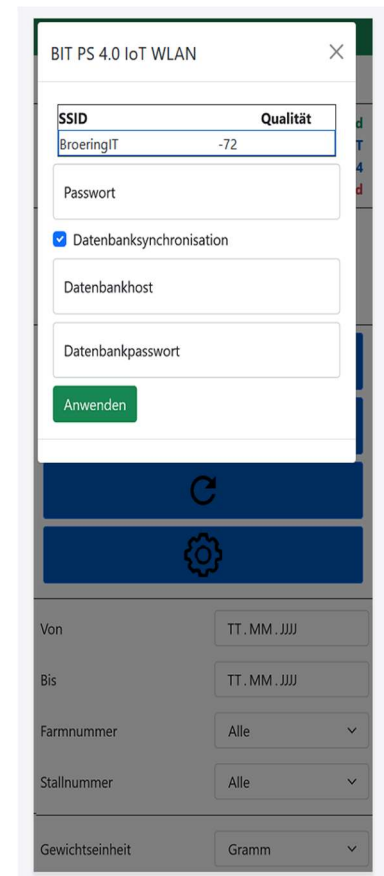 BIT PS 4.0 IoT WLAN
SSID Qualität
BroeringIT -72
d
T
4
d
Passwort
Datenbanksynchronisation
Datenbankhost
Datenbankpasswort
Anwenden
Von TT.MM.JJJJ
Bis TT.MM.JJJJ
Farmnummer Alle
Stallnummer Alle
Gewichtseinheit Gramm